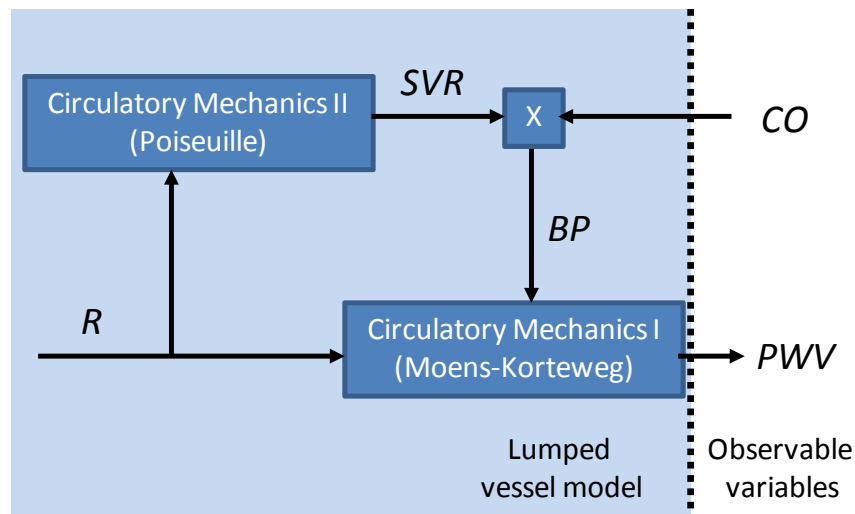 Circulatory Mechanics II
(Poiseuille)
SVR
X
CO
BP
R
Circulatory Mechanics I
(Moens-Korteweg)
PWV
Lumped
vessel model
Observable
variables